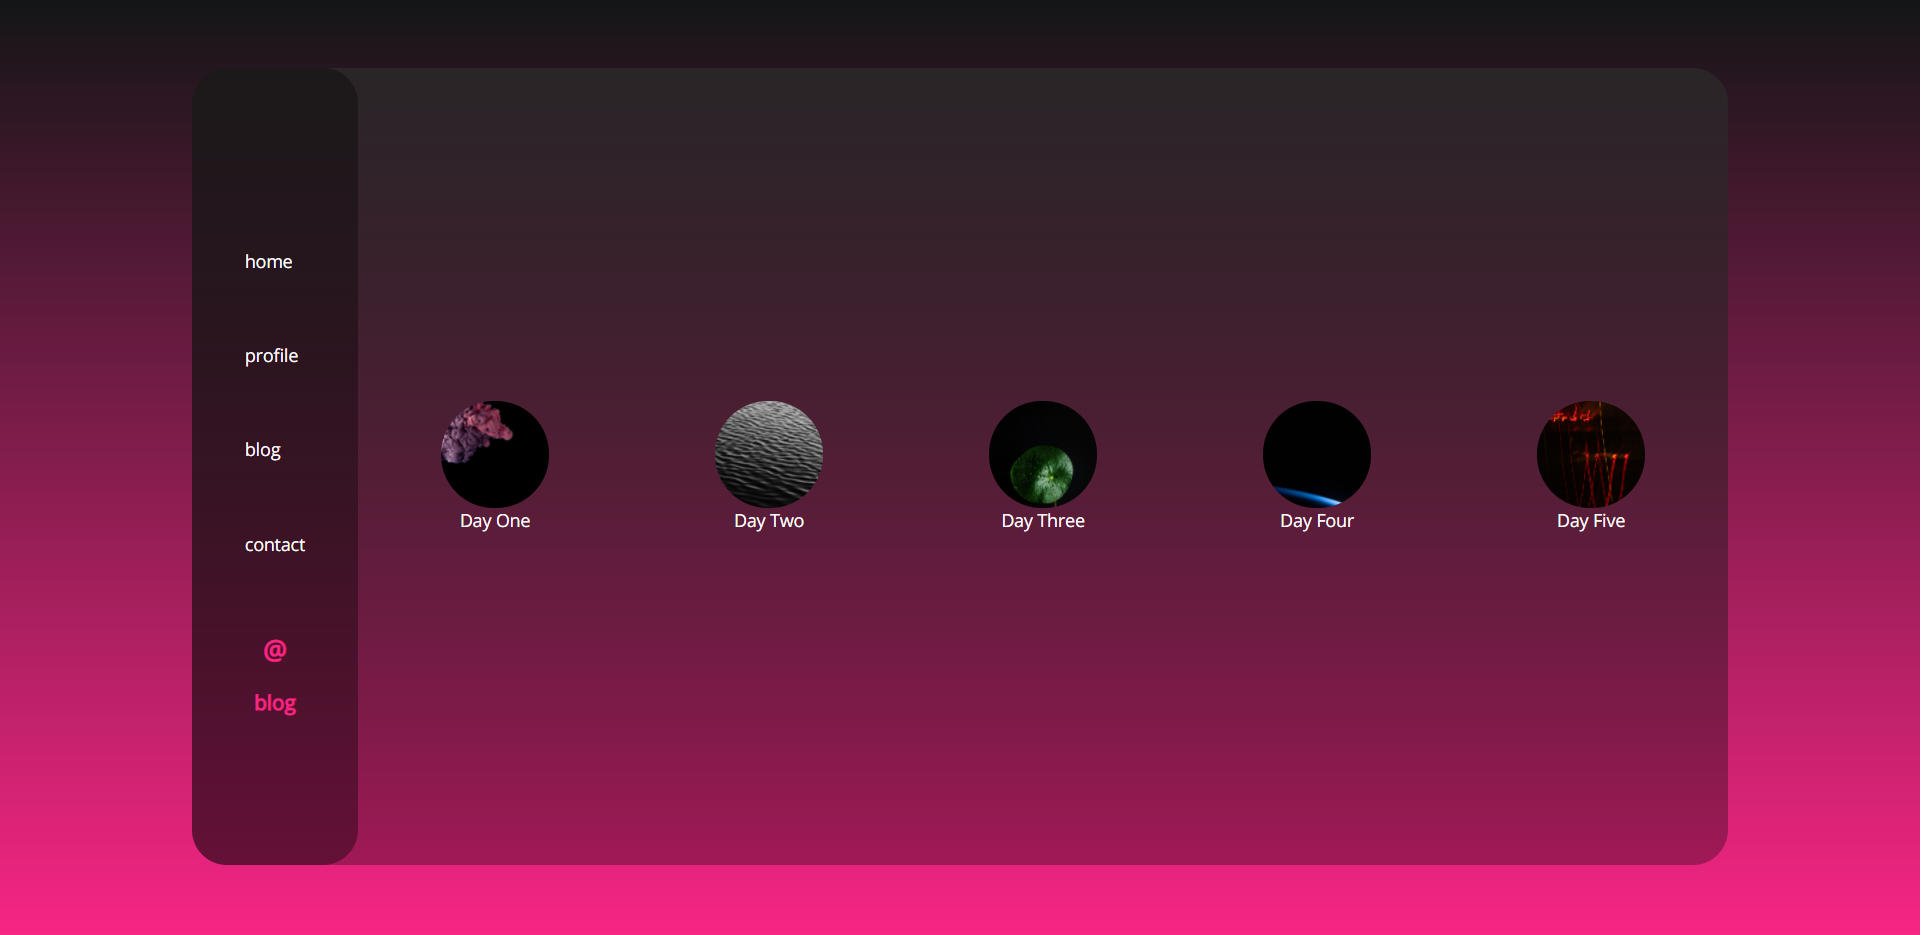 home
profile
blog
contact
@
blog
Day One
Day Two
Day Three
Day Four
Day Five